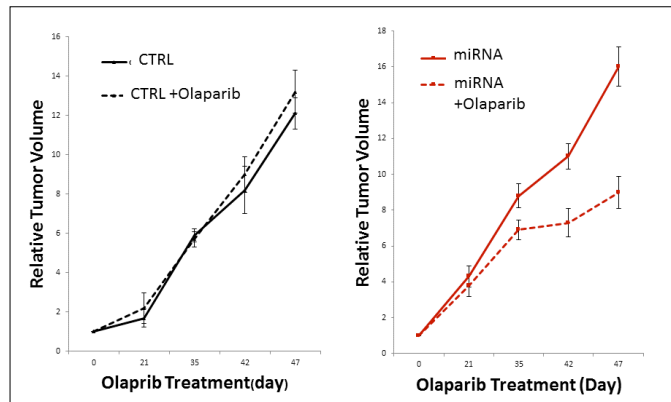 Relative Tumor Volume
16
14
12
10
8
6
4
2
0
CTRL
CTRL +Olaparib
0 21 35 42 47
Olaprib Treatment(day)
Relative Tumor Volume
18
16
14
12
10
8
6
4
2
0
miRNA
miRNA
+Olaparib
0 21 35 42 47
Olaparib Treatment (Day)